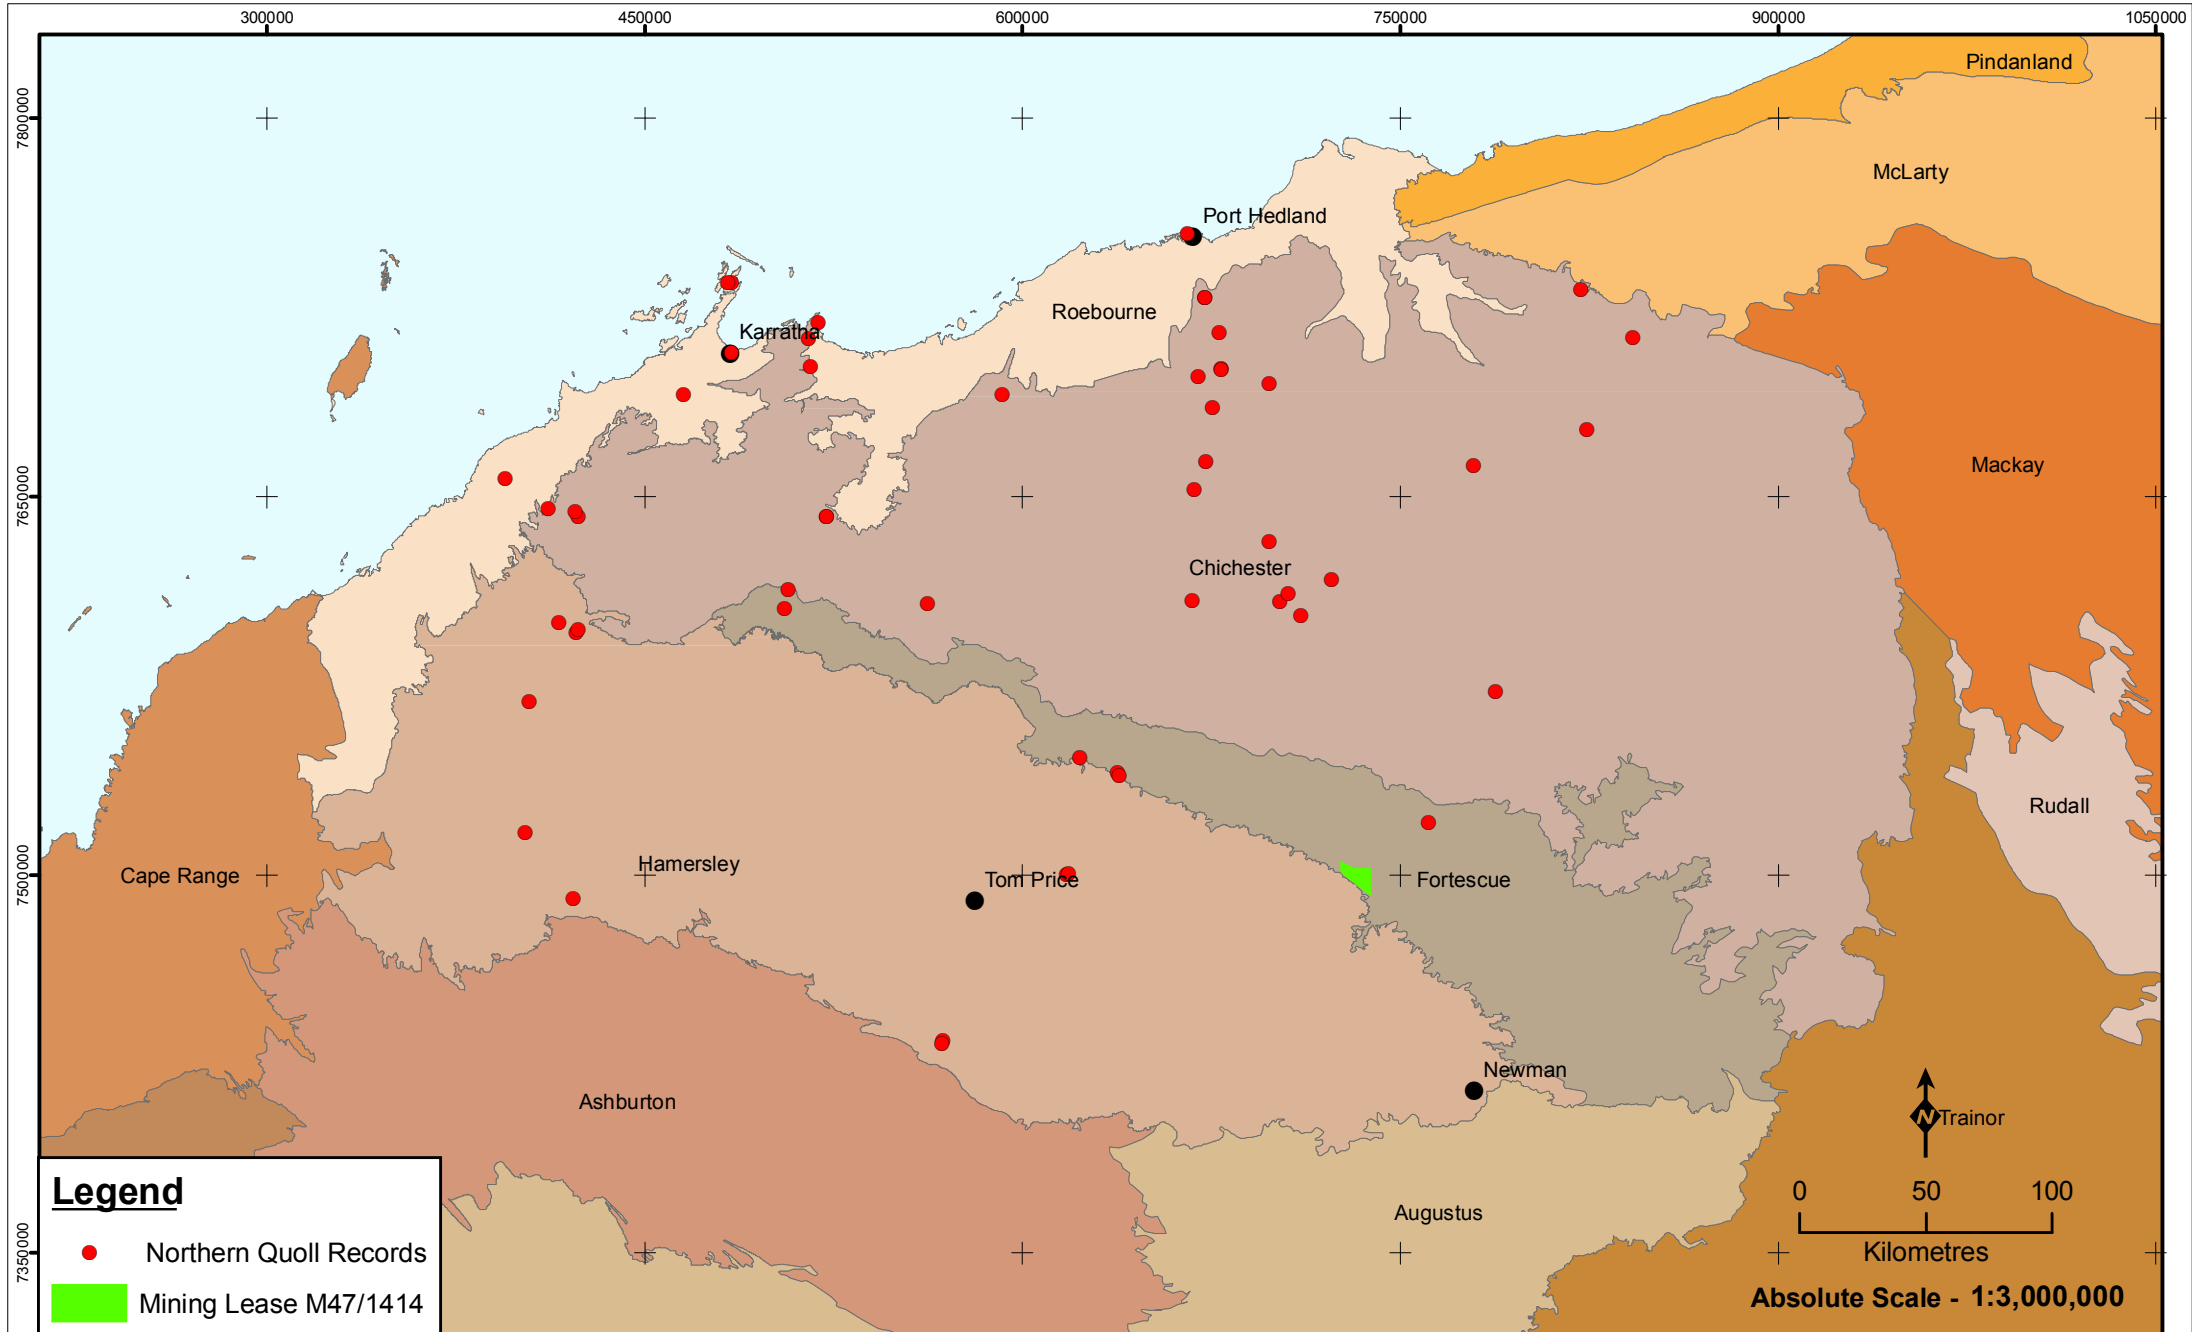 300000 450000 600000 750000 900000 1050000
7800000
7650000
7500000
7350000
Pindanland
McLarty
Port Hedland
Roebourne
Karratha
Mackay
Chichester
Rudall
Hamersley
Cape Range
Tom Price
Fortescue
Newman
Ashburton
N Trainor
Augustus
Legend
Northern Quoll Records
Mining Lease M47/1414
0 50 100
Kilometres
Absolute Scale - 1:3,000,000